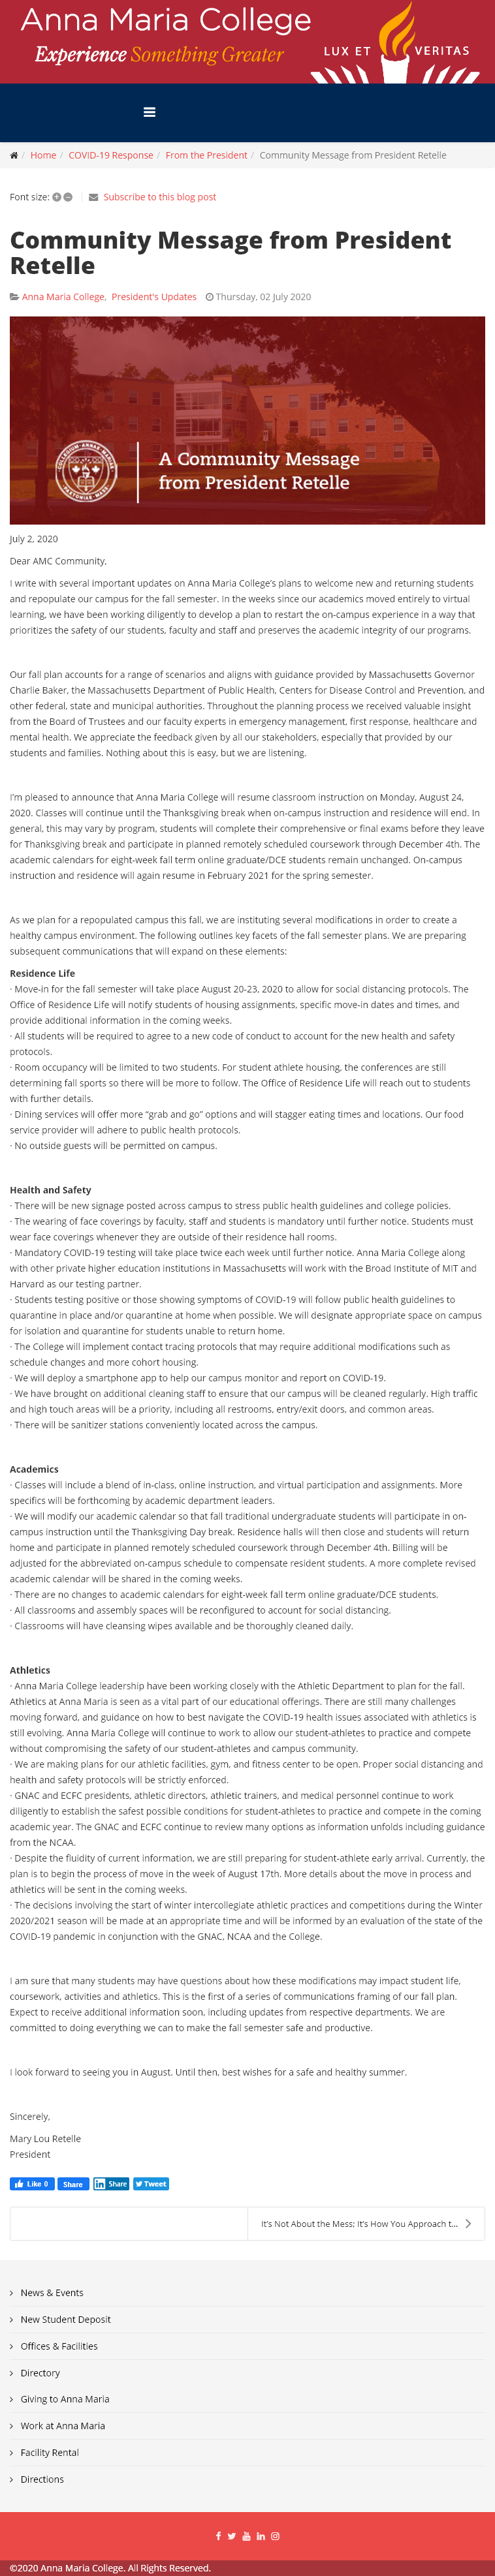 Anna Maria College
Experience Something Greater
LUX ET VERITAS
/ Home / COVID-19 Response / From the President / Community Message from President Retelle
Font size: Subscribe to this blog post
Community Message from President
Retelle
Anna Maria College, President's Updates Thursday, 02 July 2020
A Community Message
from President Retelle
July 2, 2020
Dear AMC Community,
I write with several important updates on Anna Maria College's plans to welcome new and returning students
and repopulate our campus for the fall semester. In the weeks since our academics moved entirely to virtual
learning, we have been working diligently to develop a plan to restart the on-campus experience in a way that
prioritizes the safety of our students, faculty and staff and preserves the academic integrity of our programs.
Our fall plan accounts for a range of scenarios and aligns with guidance provided by Massachusetts Governor
Charlie Baker, the Massachusetts Department of Public Health, Centers for Disease Control and Prevention, and
other federal, state and municipal authorities. Throughout the planning process we received valuable insight
from the Board of Trustees and our faculty experts in emergency management, first response, healthcare and
mental health. We appreciate the feedback given by all our stakeholders, especially that provided by our
students and families. Nothing about this is easy, but we are listening.
I'm pleased to announce that Anna Maria College will resume classroom instruction on Monday, August 24,
2020. Classes will continue until the Thanksgiving break when on-campus instruction and residence will end. In
general, this may vary by program, students will complete their comprehensive or final exams before they leave
for Thanksgiving break and participate in planned remotely scheduled coursework through December 4th. The
academic calendars for eight-week fall term online graduate/DCE students remain unchanged. On-campus
instruction and residence will again resume in February 2021 for the spring semester.
As we plan for a repopulated campus this fall, we are instituting several modifications in order to create a
healthy campus environment. The following outlines key facets of the fall semester plans. We are preparing
subsequent communications that will expand on these elements:
Residence Life
· Move-in for the fall semester will take place August 20-23, 2020 to allow for social distancing protocols. The
Office of Residence Life will notify students of housing assignments, specific move-in dates and times, and
provide additional information in the coming weeks.
· All students will be required to agree to a new code of conduct to account for the new health and safety
protocols.
· Room occupancy will be limited to two students. For student athlete housing, the conferences are still
determining fall sports so there will be more to follow. The Office of Residence Life will reach out to students
with further details.
· Dining services will offer more "grab and go" options and will stagger eating times and locations. Our food
service provider will adhere to public health protocols.
· No outside guests will be permitted on campus.
Health and Safety
· There will be new signage posted across campus to stress public health guidelines and college policies.
· The wearing of face coverings by faculty, staff and students is mandatory until further notice. Students must
wear face coverings whenever they are outside of their residence hall rooms.
· Mandatory COVID-19 testing will take place twice each week until further notice. Anna Maria College along
with other private higher education institutions in Massachusetts will work with the Broad Institute of MIT and
Harvard as our testing partner.
· Students testing positive or those showing symptoms of COVID-19 will follow public health guidelines to
quarantine in place and/or quarantine at home when possible. We will designate appropriate space on campus
for isolation and quarantine for students unable to return home.
· The College will implement contact tracing protocols that may require additional modifications such as
schedule changes and more cohort housing.
· We will deploy a smartphone app to help our campus monitor and report on COVID-19.
· We have brought on additional cleaning staff to ensure that our campus will be cleaned regularly. High traffic
and high touch areas will be a priority, including all restrooms, entry/exit doors, and common areas.
· There will be sanitizer stations conveniently located across the campus.
Academics
· Classes will include a blend of in-class, online instruction, and virtual participation and assignments. More
specifics will be forthcoming by academic department leaders.
· We will modify our academic calendar so that fall traditional undergraduate students will participate in on-
campus instruction until the Thanksgiving Day break. Residence halls will then close and students will return
home and participate in planned remotely scheduled coursework through December 4th. Billing will be
adjusted for the abbreviated on-campus schedule to compensate resident students. A more complete revised
academic calendar will be shared in the coming weeks.
· There are no changes to academic calendars for eight-week fall term online graduate/DCE students.
· All classrooms and assembly spaces will be reconfigured to account for social distancing.
· Classrooms will have cleansing wipes available and be thoroughly cleaned daily.
Athletics
· Anna Maria College leadership have been working closely with the Athletic Department to plan for the fall.
Athletics at Anna Maria is seen as a vital part of our educational offerings. There are still many challenges
moving forward, and guidance on how to best navigate the COVID-19 health issues associated with athletics is
still evolving. Anna Maria College will continue to work to allow our student-athletes to practice and compete
without compromising the safety of our student-athletes and campus community.
· We are making plans for our athletic facilities, gym, and fitness center to be open. Proper social distancing and
health and safety protocols will be strictly enforced.
· GNAC and ECFC presidents, athletic directors, athletic trainers, and medical personnel continue to work
diligently to establish the safest possible conditions for student-athletes to practice and compete in the coming
academic year. The GNAC and ECFC continue to review many options as information unfolds including guidance
from the NCAA.
· Despite the fluidity of current information, we are still preparing for student-athlete early arrival. Currently, the
plan is to begin the process of move in the week of August 17th. More details about the move in process and
athletics will be sent in the coming weeks.
· The decisions involving the start of winter intercollegiate athletic practices and competitions during the Winter
2020/2021 season will be made at an appropriate time and will be informed by an evaluation of the state of the
COVID-19 pandemic in conjunction with the GNAC, NCAA and the College.
I am sure that many students may have questions about how these modifications may impact student life,
coursework, activities and athletics. This is the first of a series of communications framing of our fall plan.
Expect to receive additional information soon, including updates from respective departments. We are
committed to doing everything we can to make the fall semester safe and productive.
I look forward to seeing you in August. Until then, best wishes for a safe and healthy summer.
Sincerely,
Mary Lou Retelle
President
Like 0 Share Share Tweet
It's Not About the Mess; It's How You Approach t...
News & Events
New Student Deposit
Offices & Facilities
Directory
Giving to Anna Maria
Work at Anna Maria
Facility Rental
Directions
©2020 Anna Maria College. All Rights Reserved.